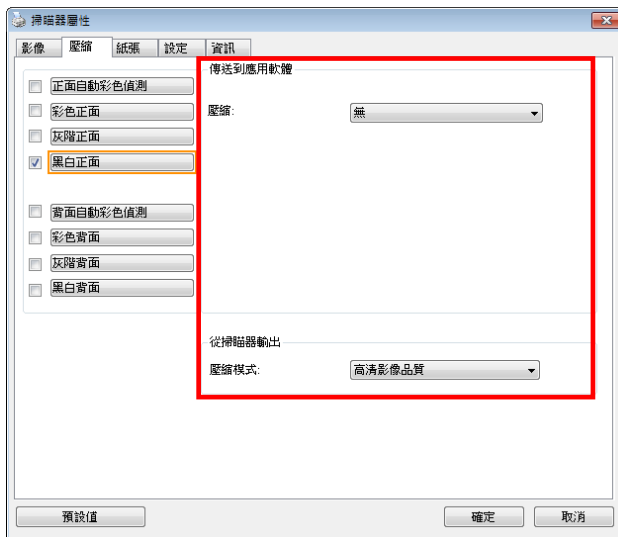 掃瞄器屬性
影像 壓縮 紙張 設定 資訊
正面自動彩色偵測
彩色正面
灰階正面
黑白正面
背面自動彩色偵測
彩色背面
灰階背面
黑白背面
傳送到應用軟體
壓縮: 無
從掃瞄器輸出
壓縮模式: 高清影像品質
預設值 確定 取消